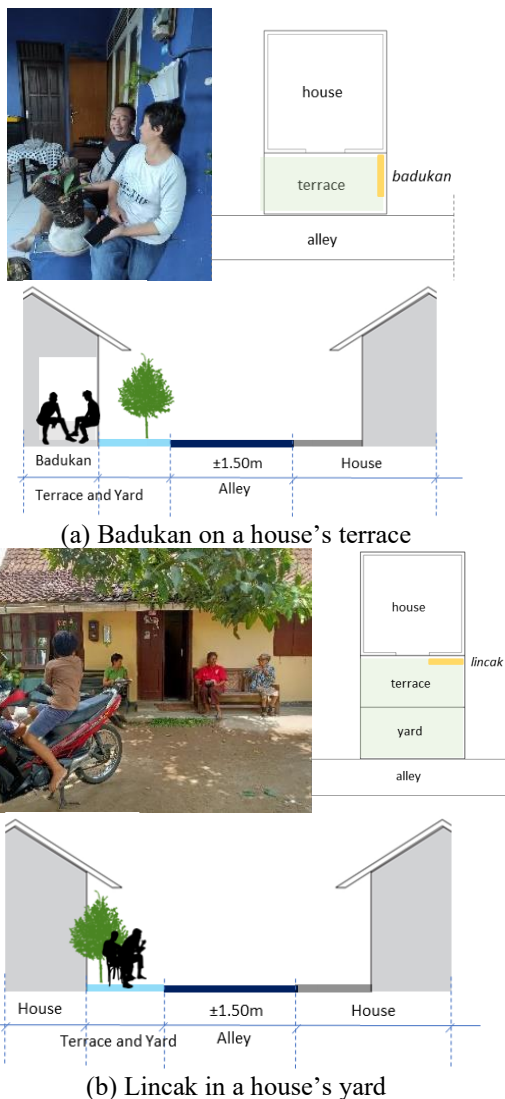 house
terrace
badukan
alley
Badukan
±1.50m
House
Terrace and Yard
Alley
(a) Badukan on a house’s terrace
house
lincak
terrace
yard
alley
House
±1.50m
House
Terrace and Yard
Alley
(b) Lincak in a house’s yard